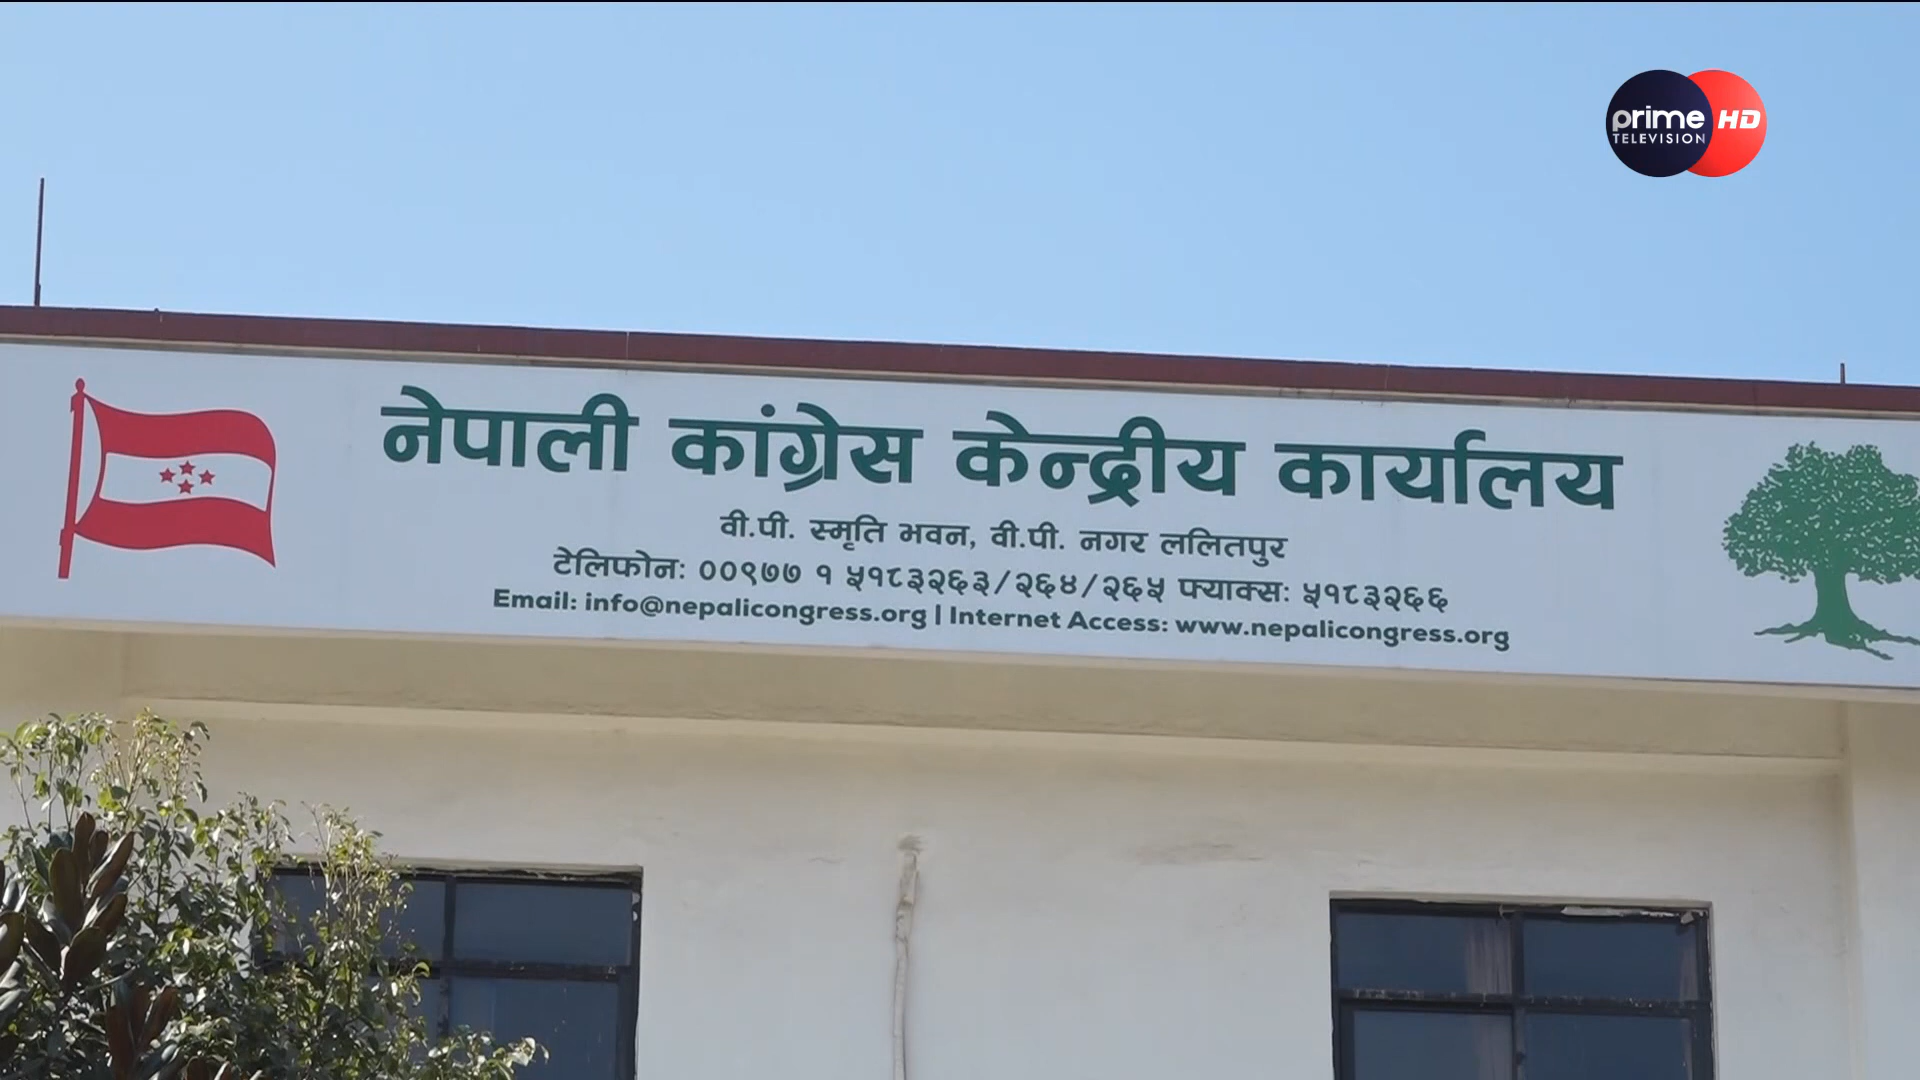 prime HD
TELEVISION
नेपाली कांग्रेस केन्द्रीय कार्यालय
वी.पी. स्मृति भवन, वी.पी. नगर ललितपुर
टेलिफोन: ००९७७ १ ५१८३२६३/२६४/२६५ फ्याक्स: ५१८३२६६
Email: info@nepalicongress.org | Internet Access: www.nepalicongress.org